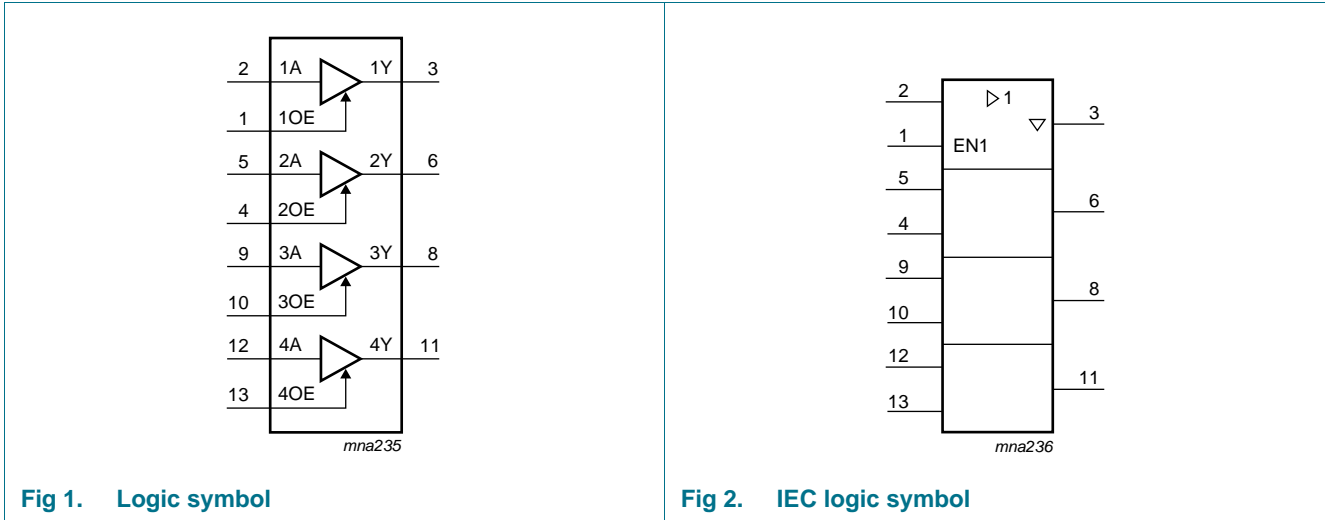 2 1A 1Y 3
1 1OE
5 2A 2Y 6
4 2OE
9 3A 3Y 8
10 3OE
12 4A 4Y 11
13 4OE
mna235
Fig 1. Logic symbol
2 1
3
1 EN1
5
6
4
9
8
10
12
11
13
mna236
Fig 2. IEC logic symbol